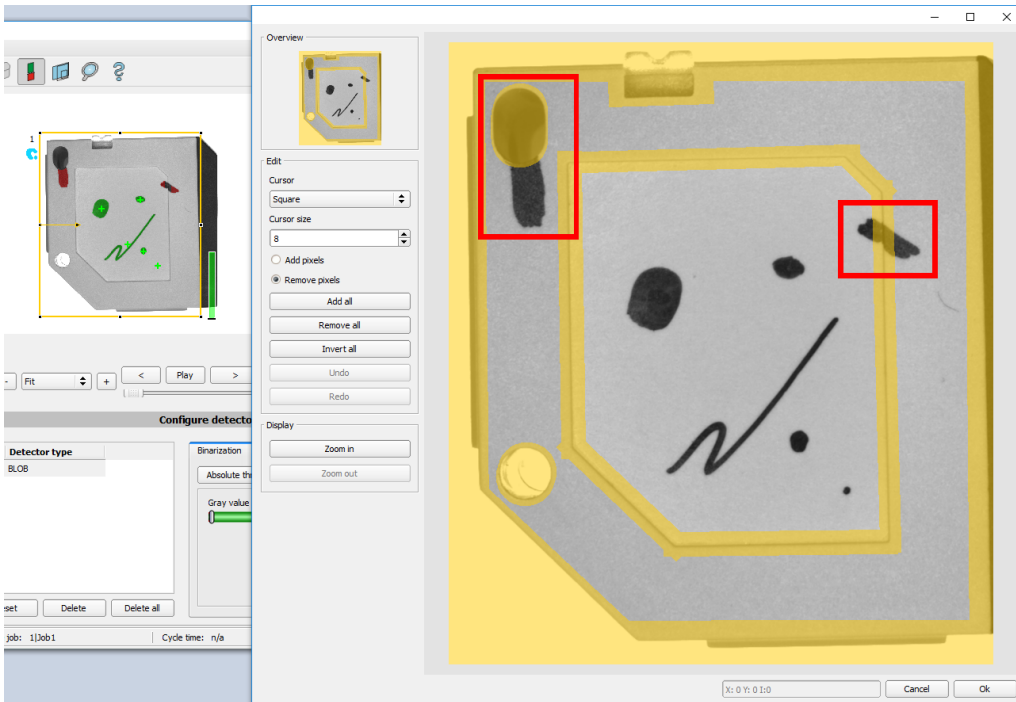 Overview
1
Edit
Cursor
Square
Cursor size
8
Add pixels
Remove pixels
Add all
Remove all
Invert all
Undo
Redo
- Fit + < Play >
Configure detecto
Display
Detector type
Binarization
Zoom in
BLOB
Absolute thr
Zoom out
Gray value
eset Delete Delete all
job: 1|Job1 Cycle time: n/a
X: 0 Y: 0 I:0 Cancel Ok